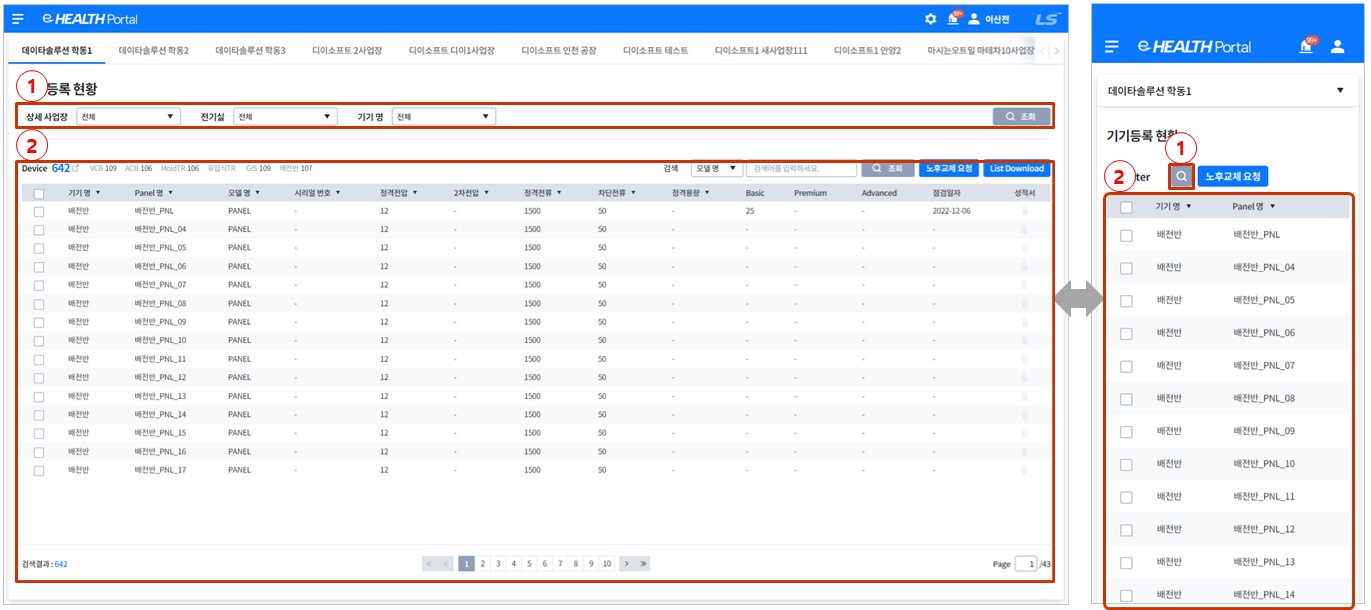 HEALTH Portal
99+
이산전
LS
데이타솔루션 학동1 데이타솔루션 학동2 데이타솔루션 학동3 디이소프트 2사업장 디이소프트 디이1사업장 디이소프트 인천 공장 디이소프트 테스트 디이소프트1 새사업장111 디이소프트1 안양2 마시는오트밀 마테차10사업장
1
등록 현황
상세 사업장 전체 ▼ 전기실 전체 ▼ 기기 명 전체 ▼ 조회
2
Device 642 VCB 109 ACB 106 MoldTR 106 유입식TR GIS 109 배전반 107
검색 모델 명 ▼ 검색어를 입력하세요. 조회 노후교체 요청 List Download
기기 명 ▼ Panel 명 ▼ 모델 명 ▼ 시리얼 번호 ▼ 정격전압 ▼ 2차전압 ▼ 정격전류 ▼ 차단전류 ▼ 정격용량 ▼ Basic Premium Advanced 점검일자 성적서
배전반 배전반_PNL PANEL - 12 - 1500 50 - 25 - - 2022-12-06
배전반 배전반_PNL_04 PANEL - 12 - 1500 50 - - - - -
배전반 배전반_PNL_05 PANEL - 12 - 1500 50 - - - - -
배전반 배전반_PNL_06 PANEL - 12 - 1500 50 - - - - -
배전반 배전반_PNL_07 PANEL - 12 - 1500 50 - - - - -
배전반 배전반_PNL_08 PANEL - 12 - 1500 50 - - - - -
배전반 배전반_PNL_09 PANEL - 12 - 1500 50 - - - - -
배전반 배전반_PNL_10 PANEL - 12 - 1500 50 - - - - -
배전반 배전반_PNL_11 PANEL - 12 - 1500 50 - - - - -
배전반 배전반_PNL_12 PANEL - 12 - 1500 50 - - - - -
배전반 배전반_PNL_13 PANEL - 12 - 1500 50 - - - - -
배전반 배전반_PNL_14 PANEL - 12 - 1500 50 - - - - -
배전반 배전반_PNL_15 PANEL - 12 - 1500 50 - - - - -
배전반 배전반_PNL_16 PANEL - 12 - 1500 50 - - - - -
배전반 배전반_PNL_17 PANEL - 12 - 1500 50 - - - - -
검색결과 : 642
« ‹ 1 2 3 4 5 6 7 8 9 10 › »
Page 1 /43
HEALTH Portal
99+
데이타솔루션 학동1 ▼
기기등록 현황
1
2
ter
노후교체 요청
기기 명 ▼ Panel 명 ▼
배전반 배전반_PNL
배전반 배전반_PNL_04
배전반 배전반_PNL_05
배전반 배전반_PNL_06
배전반 배전반_PNL_07
배전반 배전반_PNL_08
배전반 배전반_PNL_09
배전반 배전반_PNL_10
배전반 배전반_PNL_11
배전반 배전반_PNL_12
배전반 배전반_PNL_13
배전반 배전반_PNL_14